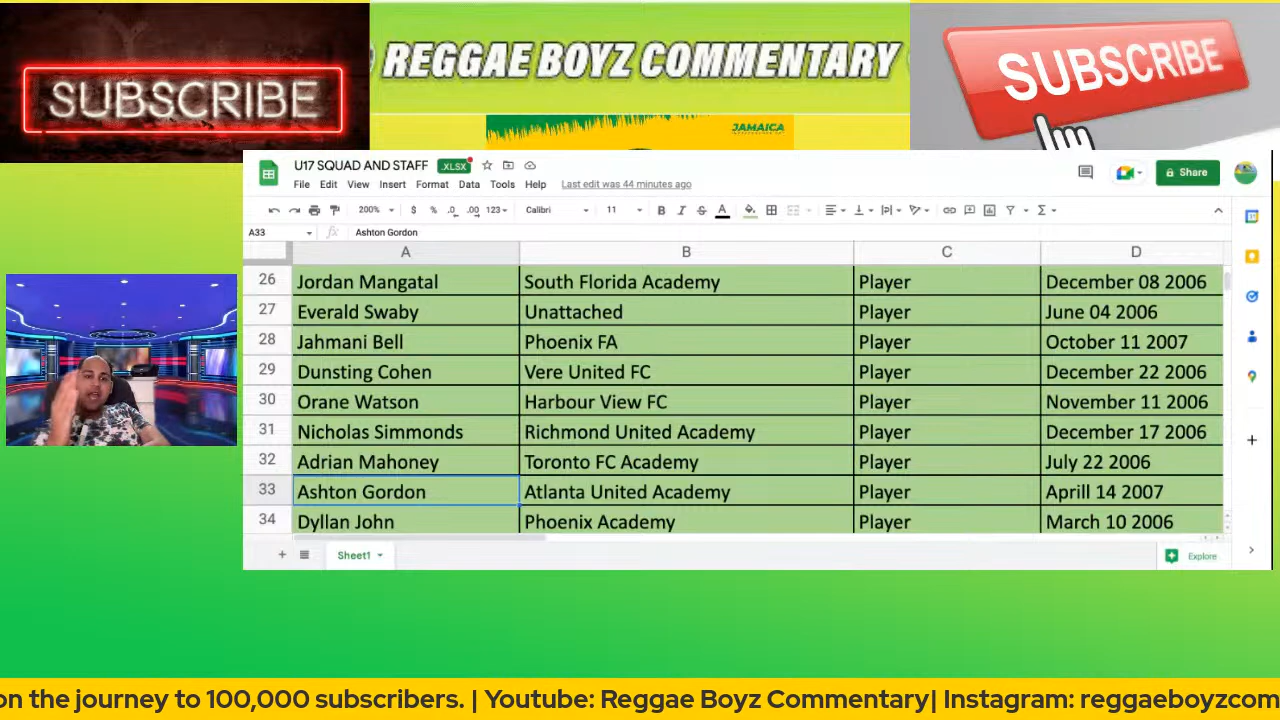 SUBSCRIBE
REGGAE BOYZ COMMENTARY
SUBSCRIBE
JAMAICA
U17 SQUAD AND STAFF .XLSX
File Edit View Insert Format Data Tools Help Last edit was 44 minutes ago
Share
200% $ % .0 .00 123 Calibri 11 B I S A
A33 fx Ashton Gordon
A B C D
26 Jordan Mangatal South Florida Academy Player December 08 2006
27 Everald Swaby Unattached Player June 04 2006
28 Jahmani Bell Phoenix FA Player October 11 2007
29 Dunsting Cohen Vere United FC Player December 22 2006
30 Orane Watson Harbour View FC Player November 11 2006
31 Nicholas Simmonds Richmond United Academy Player December 17 2006
32 Adrian Mahoney Toronto FC Academy Player July 22 2006
33 Ashton Gordon Atlanta United Academy Player Aprill 14 2007
34 Dyllan John Phoenix Academy Player March 10 2006
Sheet1
Explore
on the journey to 100,000 subscribers. | Youtube: Reggae Boyz Commentary| Instagram: reggaeboyzcom